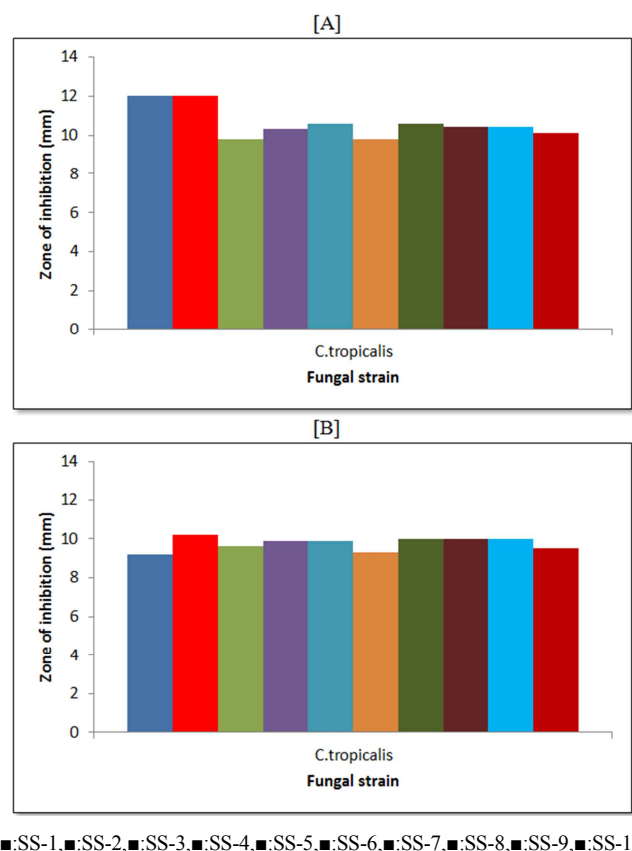 [A]
14
12
10
8
6
4
2
0
Zone of inhibition (mm)
C.tropicalis
Fungal strain
[B]
14
12
10
8
6
4
2
0
Zone of inhibition (mm)
C.tropicalis
Fungal strain
■:SS-1,■:SS-2,■:SS-3,■:SS-4,■:SS-5,■:SS-6,■:SS-7,■:SS-8,■:SS-9,■:SS-1